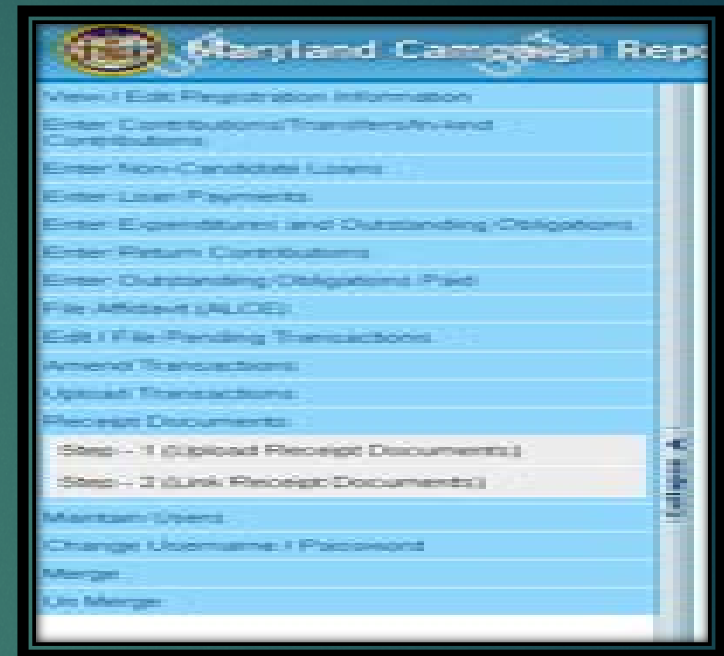 Maryland Campaign Repo
View / Edit Registration Information
Enter Contributions/Transfers/In-kind
Contributions
Enter Non-Candidate Loans
Enter Loan Payments
Enter Expenditures and Outstanding Obligations
Enter Return Contributions
Enter Outstanding Obligations Paid
File Affidavit (ALCE)
Edit / File Pending Transactions
Amend Transactions
Upload Transactions
Receipt Documents
Step - 1 (Upload Receipt Documents)
Step - 2 (Link Receipt Documents)
Maintain Users
Change Username / Password
Merge
Un Merge